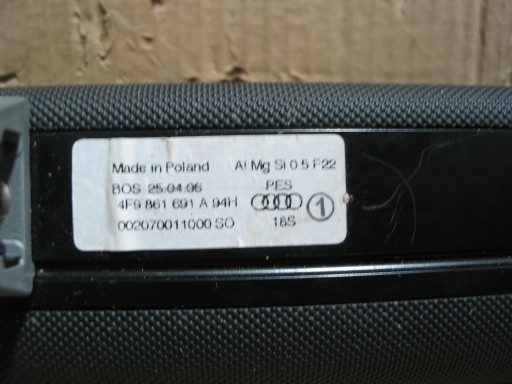 Made in Poland Al Mg Si 0.5 F22
BOS 25.04.06 PES
4F9 861 691 A 94H 1
002070011000 SO 18S